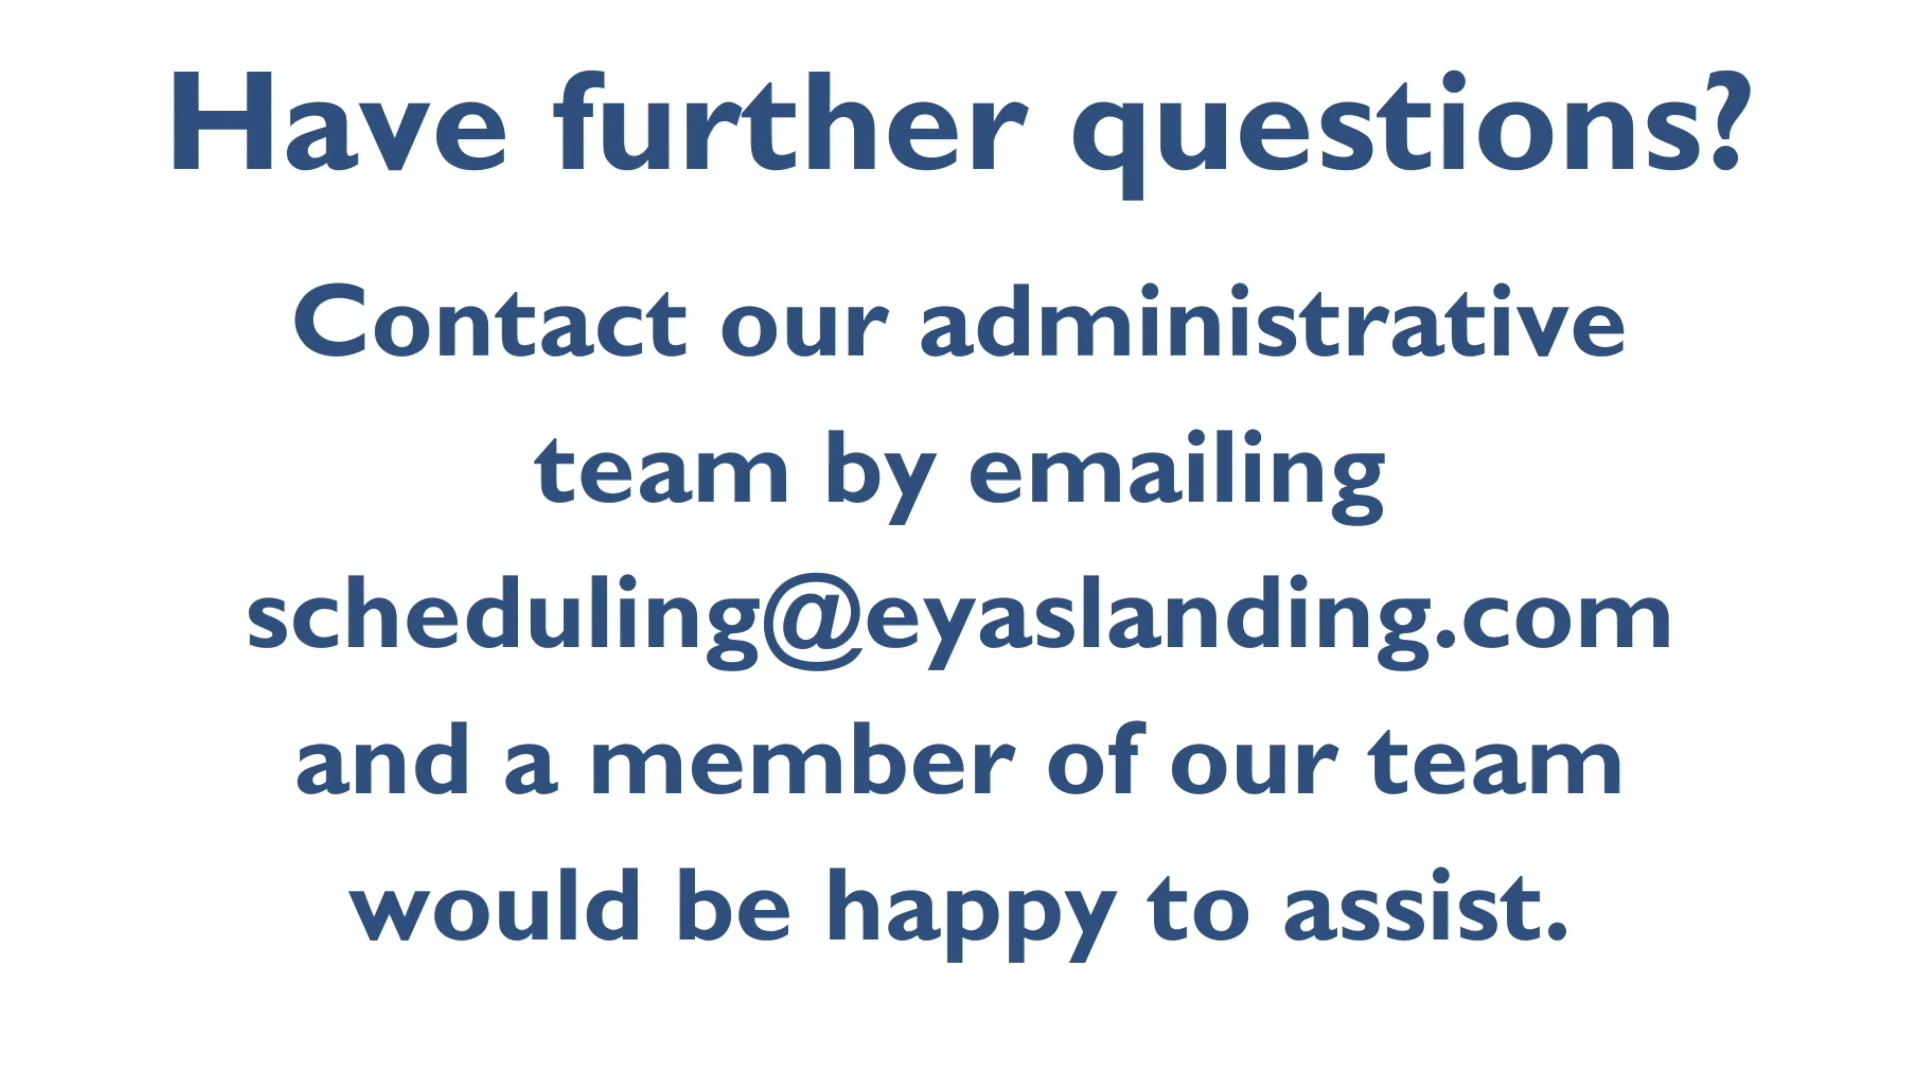 Have further questions?
Contact our administrative
team by emailing
scheduling@eyaslanding.com
and a member of our team
would be happy to assist.